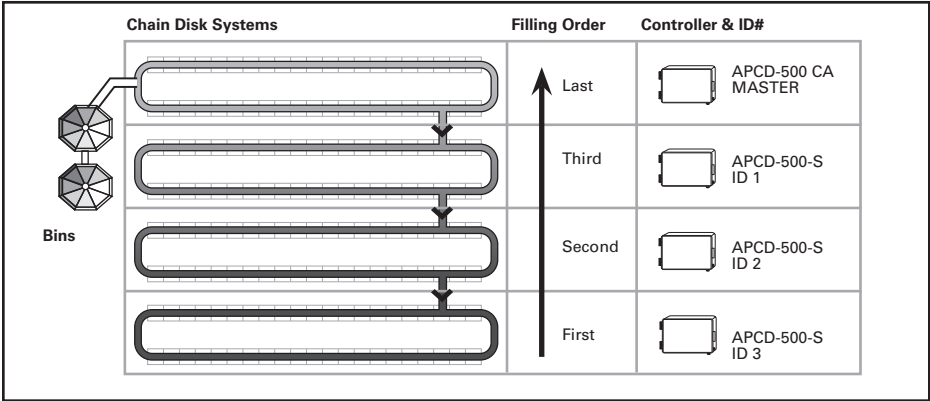 Chain Disk Systems
Filling Order
Controller & ID#
Last
APCD-500 CA
MASTER
Third
APCD-500-S
ID 1
Bins
Second
APCD-500-S
ID 2
First
APCD-500-S
ID 3